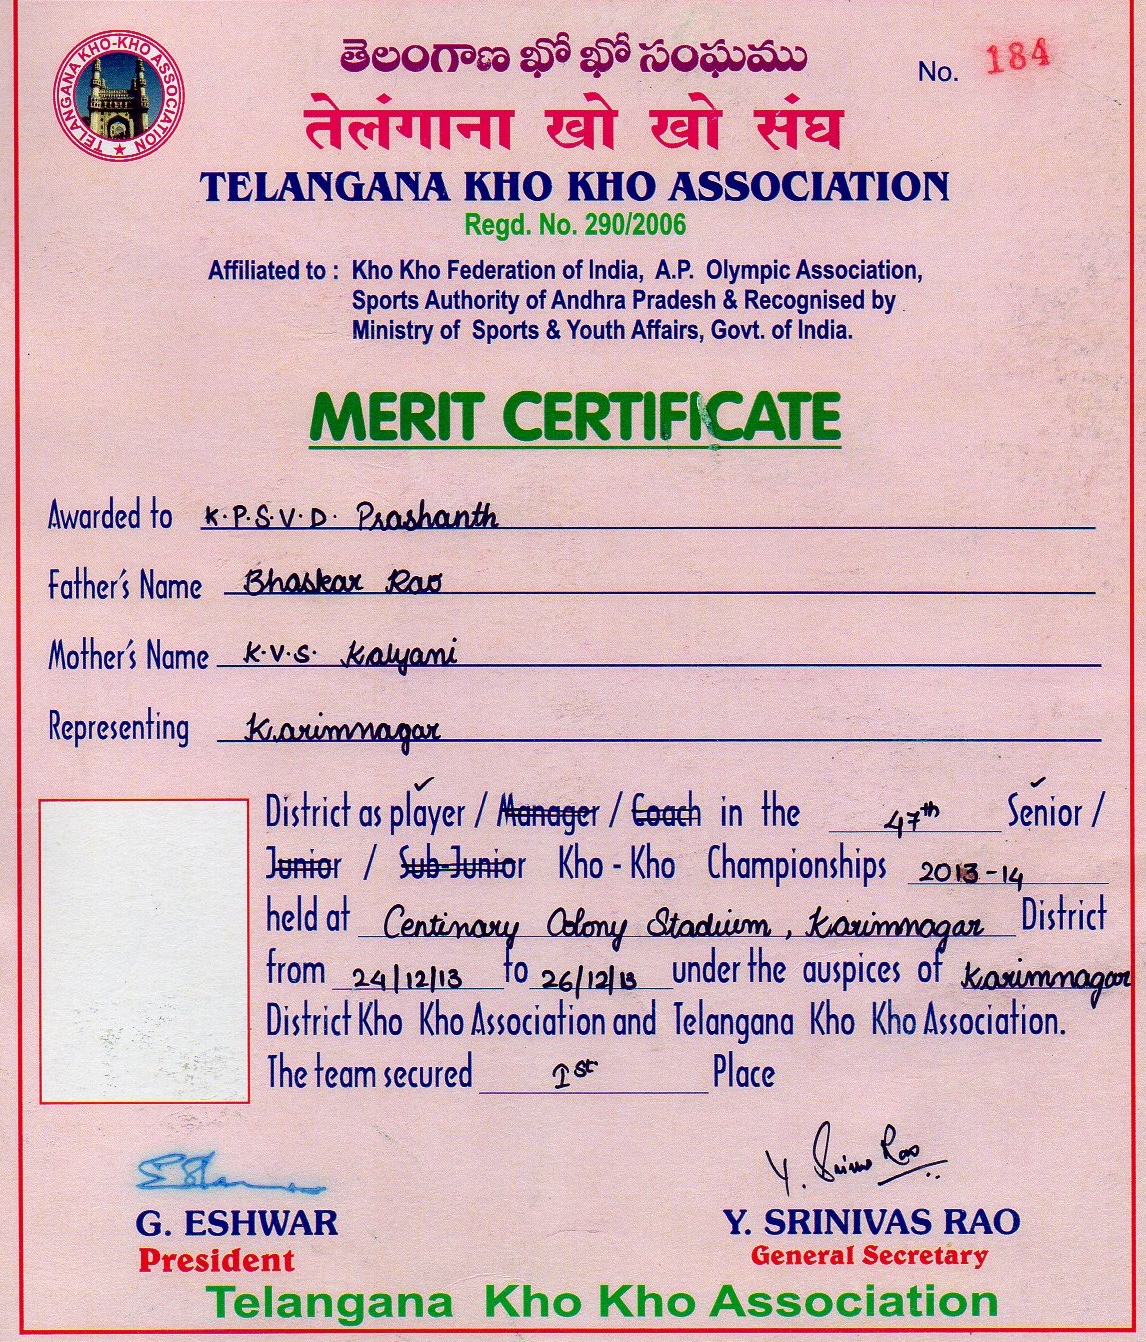 TELANGANA KHO-KHO ASSOCIATION
తెలంగాణ ఖో ఖో సంఘము
No. 184
तेलंगाना खो खो संघ
TELANGANA KHO KHO ASSOCIATION
Regd. No. 290/2006
Affiliated to : Kho Kho Federation of India, A.P. Olympic Association,
Sports Authority of Andhra Pradesh & Recognised by
Ministry of Sports & Youth Affairs, Govt. of India.
MERIT CERTIFICATE
Awarded to K.P.S.V.D. Prashanth
Father's Name Bhaskar Rao
Mother's Name K.V.S. Kalyani
Representing Karimnagar
District as player / Manager / Coach in the 47th Senior /
Junior / Sub-Junior Kho - Kho Championships 2013-14
held at Centinary Colony Stadium, Karimnagar District
from 24/12/13 to 26/12/13 under the auspices of Karimnagar
District Kho Kho Association and Telangana Kho Kho Association.
The team secured Ist Place
Y. Srinivas Rao
G. ESHWAR Y. SRINIVAS RAO
President General Secretary
Telangana Kho Kho Association